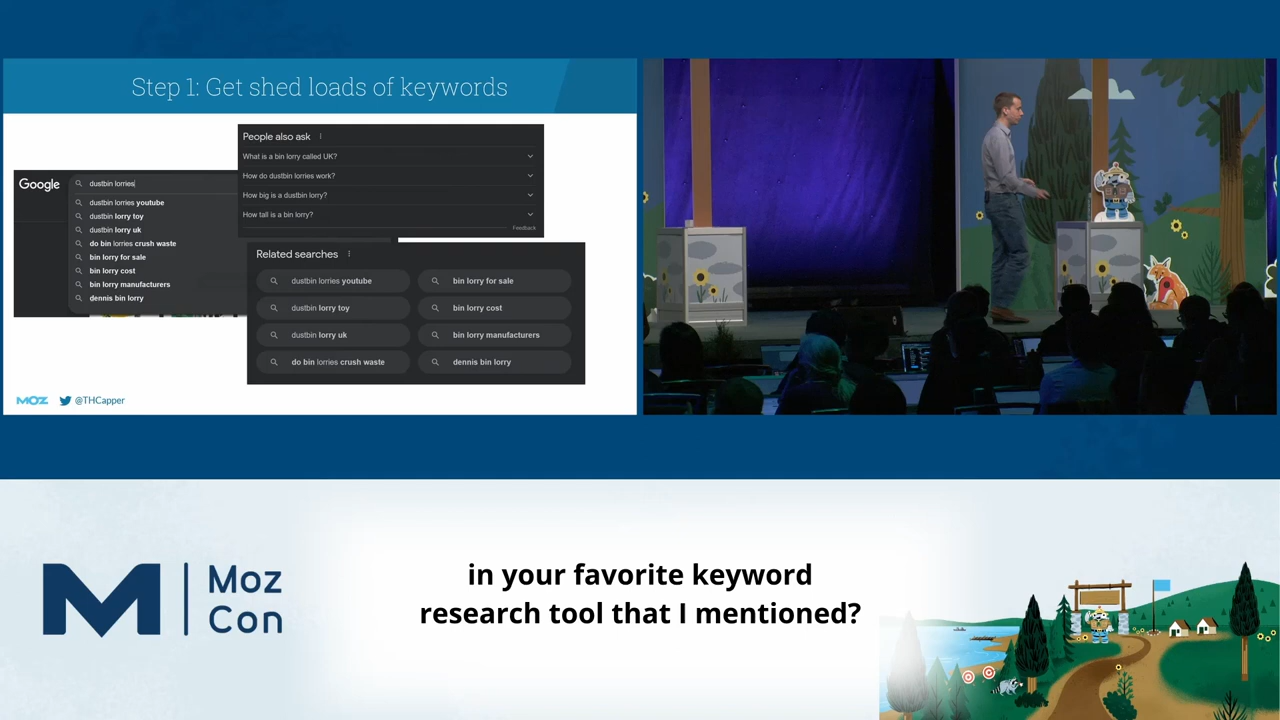 Step 1: Get shed loads of keywords
People also ask
What is a bin lorry called UK?
How do dustbin lorries work?
How big is a dustbin lorry?
How tall is a bin lorry?
Feedback
Google
dustbin lorries
dustbin lorries youtube
dustbin lorry toy
dustbin lorry uk
do bin lorries crush waste
bin lorry for sale
bin lorry cost
bin lorry manufacturers
dennis bin lorry
Related searches
dustbin lorries youtube
bin lorry for sale
dustbin lorry toy
bin lorry cost
dustbin lorry uk
bin lorry manufacturers
do bin lorries crush waste
dennis bin lorry
MOZ
@THCapper
M
Moz
Con
in your favorite keyword
research tool that I mentioned?